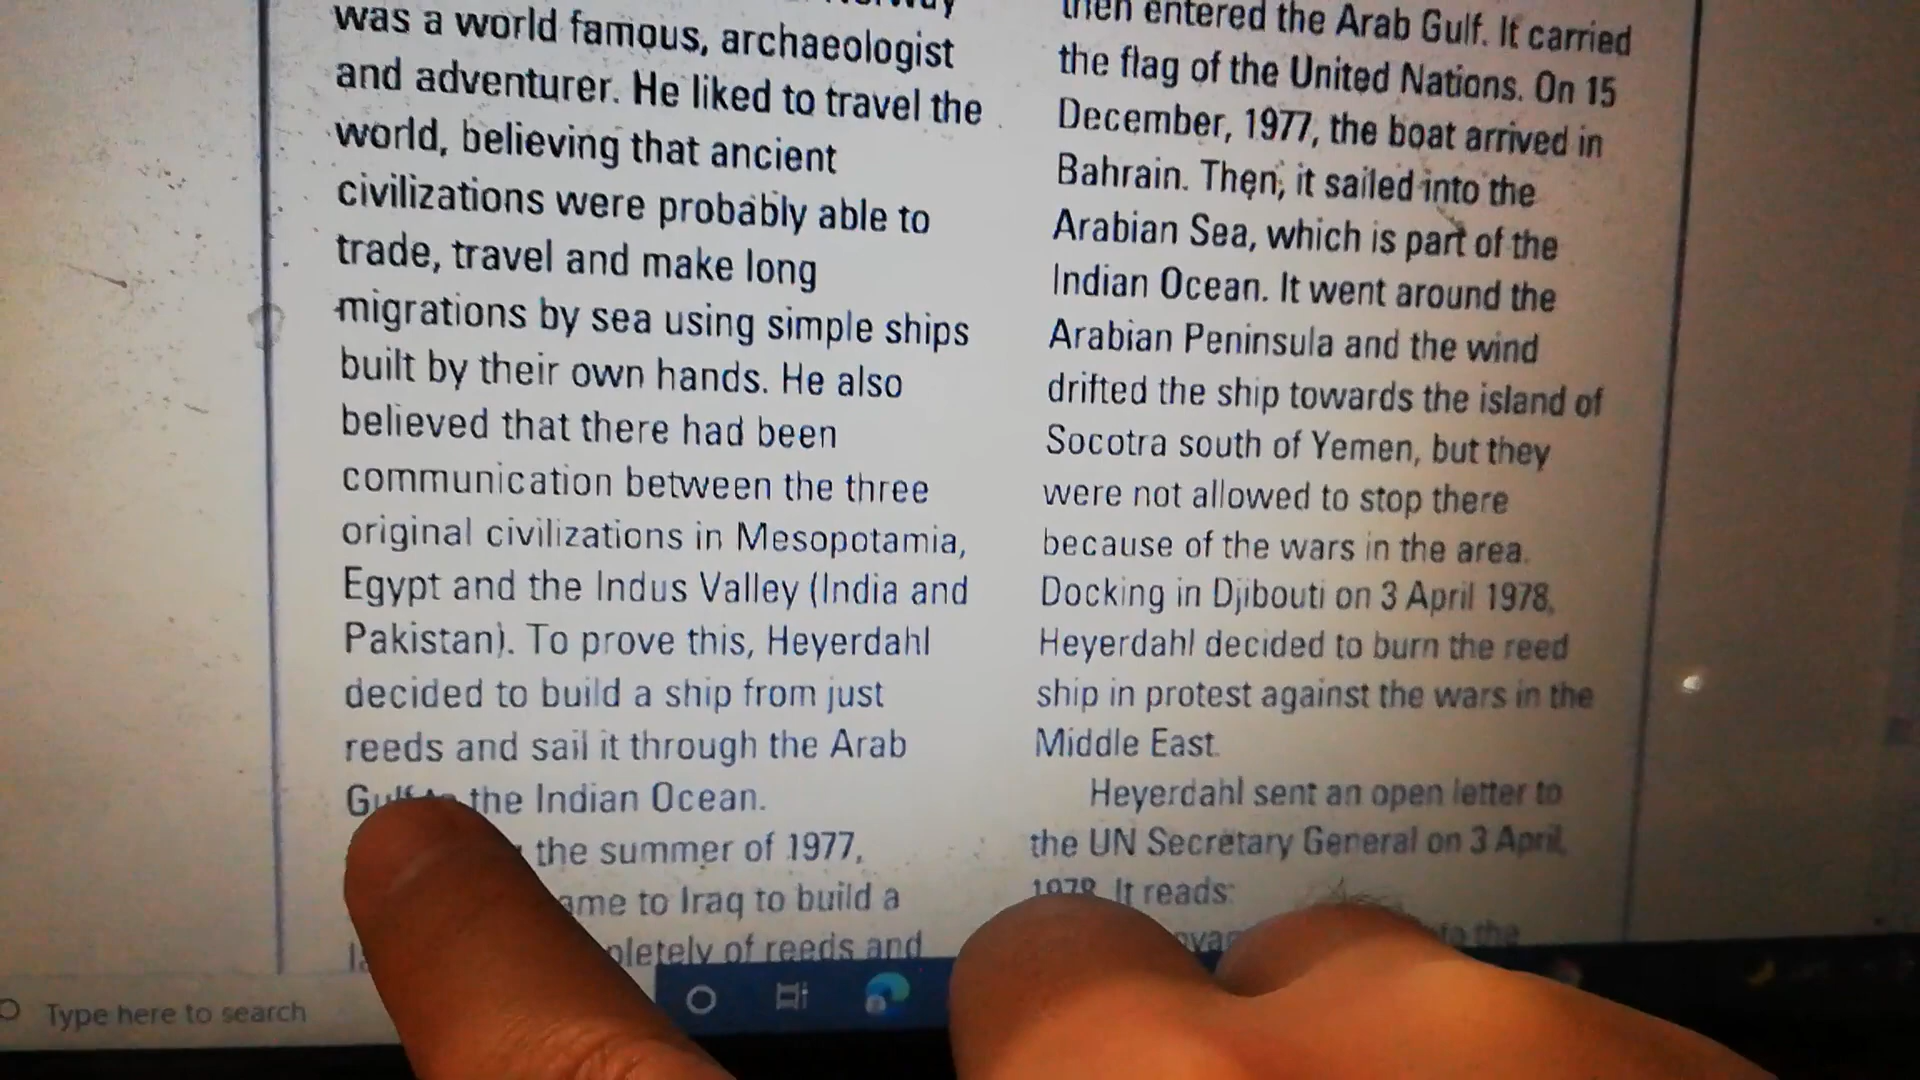 was a world famous, archaeologist
and adventurer. He liked to travel the
world, believing that ancient
civilizations were probably able to
trade, travel and make long
migrations by sea using simple ships
built by their own hands. He also
believed that there had been
communication between the three
original civilizations in Mesopotamia,
Egypt and the Indus Valley (India and
Pakistan). To prove this, Heyerdahl
decided to build a ship from just
reeds and sail it through the Arab
Gulf to the Indian Ocean.
the summer of 1977,
to Iraq to build a
of reeds and
then entered the Arab Gulf. It carried
the flag of the United Nations. On 15
December, 1977, the boat arrived in
Bahrain. Then, it sailed into the
Arabian Sea, which is part of the
Indian Ocean. It went around the
Arabian Peninsula and the wind
drifted the ship towards the island of
Socotra south of Yemen, but they
were not allowed to stop there
because of the wars in the area.
Docking in Djibouti on 3 April 1978,
Heyerdahl decided to burn the reed
ship in protest against the wars in the
Middle East.
Heyerdahl sent an open letter to
the UN Secretary General on 3 April,
1978. It reads:
the
Type here to search